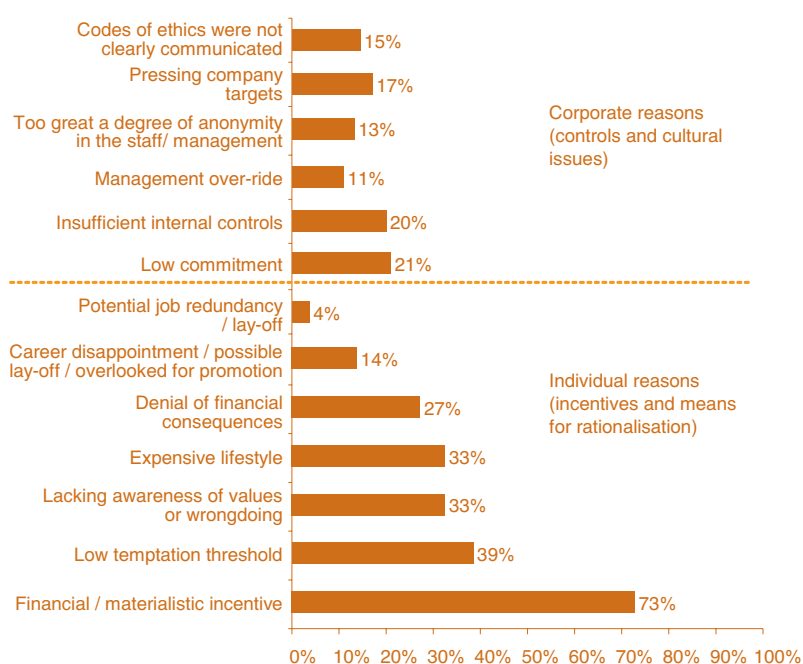 Codes of ethics were not
clearly communicated
15%
Pressing company
targets
17%
Too great a degree of anonymity
in the staff/ management
13%
Management over-ride
11%
Insufficient internal controls
20%
Low commitment
21%
Corporate reasons
(controls and cultural
issues)
Potential job redundancy
/ lay-off
4%
Career disappointment / possible
lay-off / overlooked for promotion
14%
Denial of financial
consequences
27%
Expensive lifestyle
33%
Lacking awareness of values
or wrongdoing
33%
Low temptation threshold
39%
Financial / materialistic incentive
73%
Individual reasons
(incentives and means
for rationalisation)
0% 10% 20% 30% 40% 50% 60% 70% 80% 90% 100%